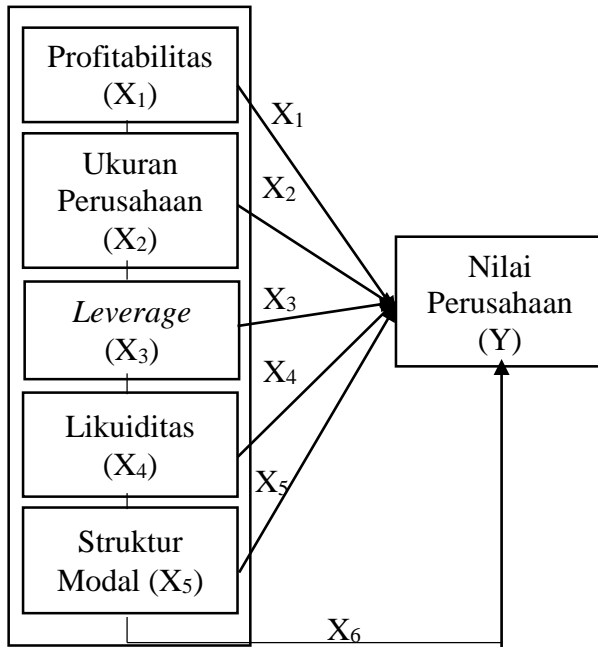 Profitabilitas
(X₁)
X₁
Ukuran
Perusahaan
(X₂)
X₂
Leverage
(X₃)
X₃
Likuiditas
(X₄)
X₄
Struktur
Modal (X₅)
X₅
X₆
Nilai
Perusahaan
(Y)